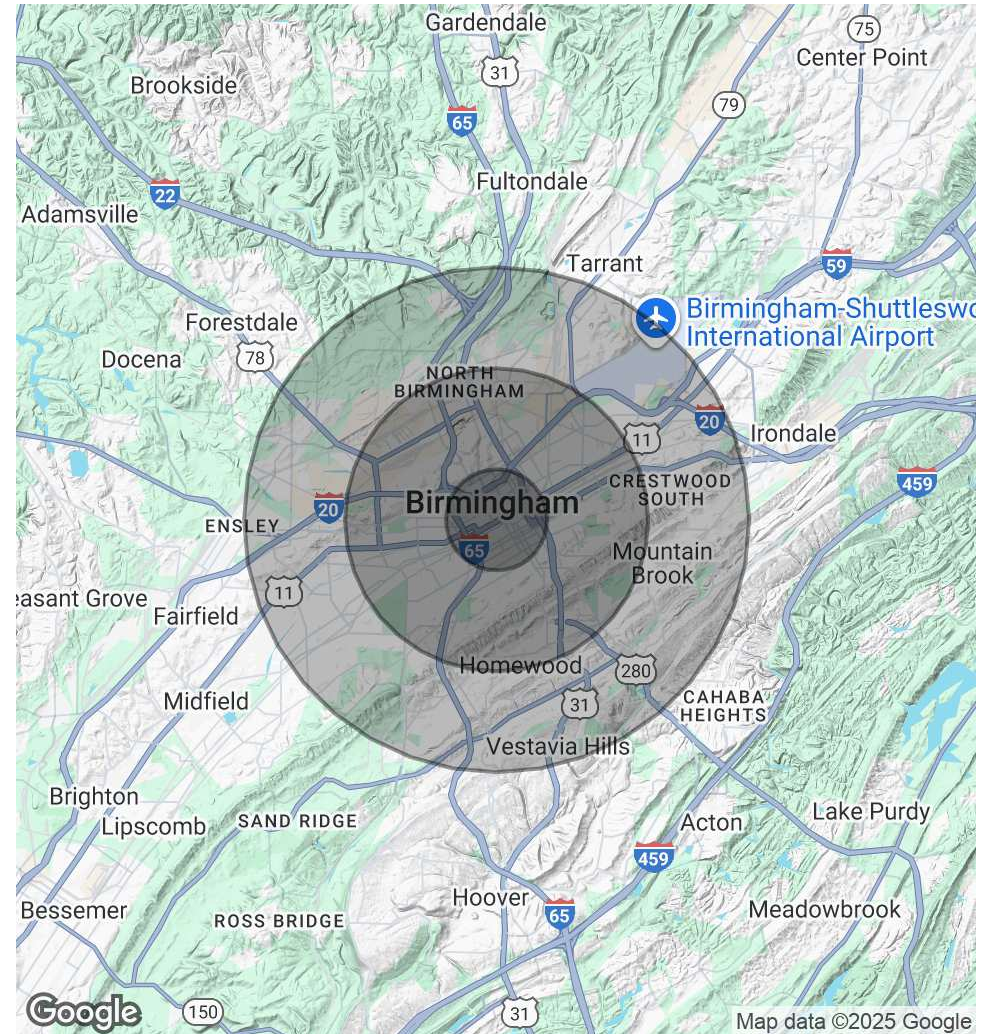 Gardendale
75
31
Center Point
Brookside
79
65
Fultondale
22
Adamsville
Tarrant
59
Birmingham-Shuttleswo
International Airport
Forestdale
78
Docena
NORTH
BIRMINGHAM
20
Irondale
11
CRESTWOOD
SOUTH
459
Birmingham
20
ENSLEY
65
Mountain
Brook
easant Grove
11
Fairfield
Homewood
280
Midfield
31
CAHABA
HEIGHTS
Vestavia Hills
Brighton
Lipscomb
SAND RIDGE
Acton
Lake Purdy
459
Hoover
65
Bessemer
ROSS BRIDGE
Meadowbrook
Google
150
31
Map data ©2025 Google